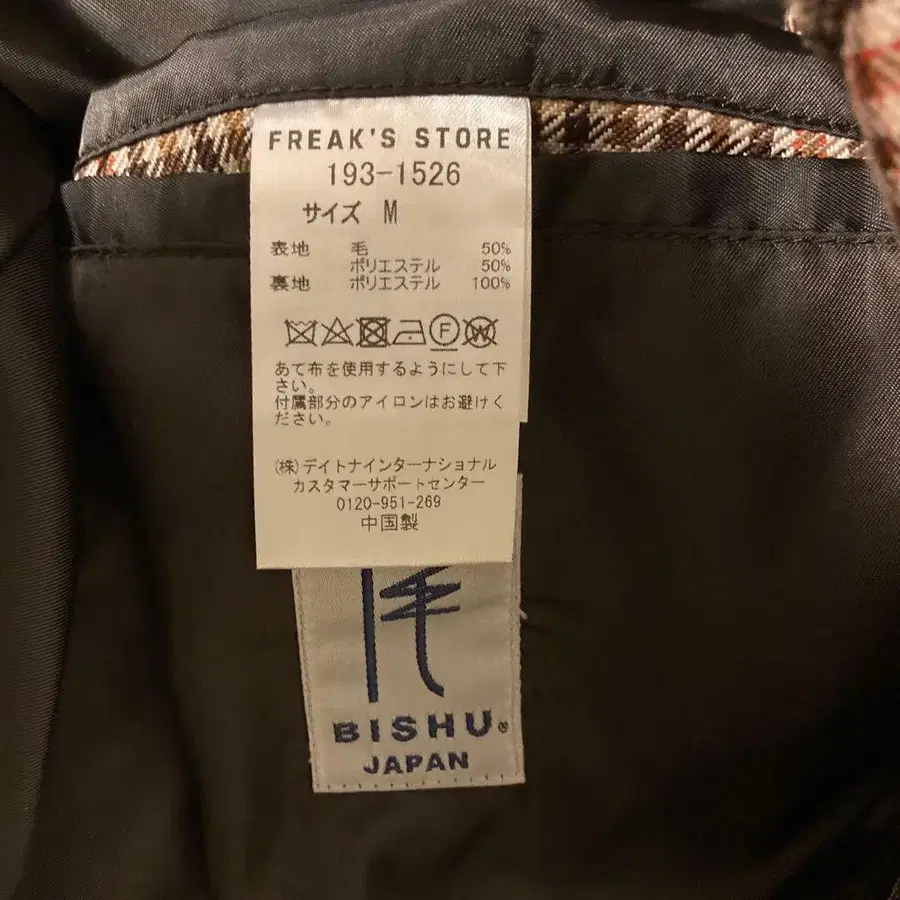 FREAK'S STORE
193-1526
サイズ M
表地 毛 50%
ポリエステル 50%
裏地 ポリエステル 100%
F W
あて布を使用するようにして下
さい。
付属部分のアイロンはお避けく
ださい。
(株)デイトナインターナショナル
カスタマーサポートセンター
0120-951-269
中国製
BISHU®
JAPAN